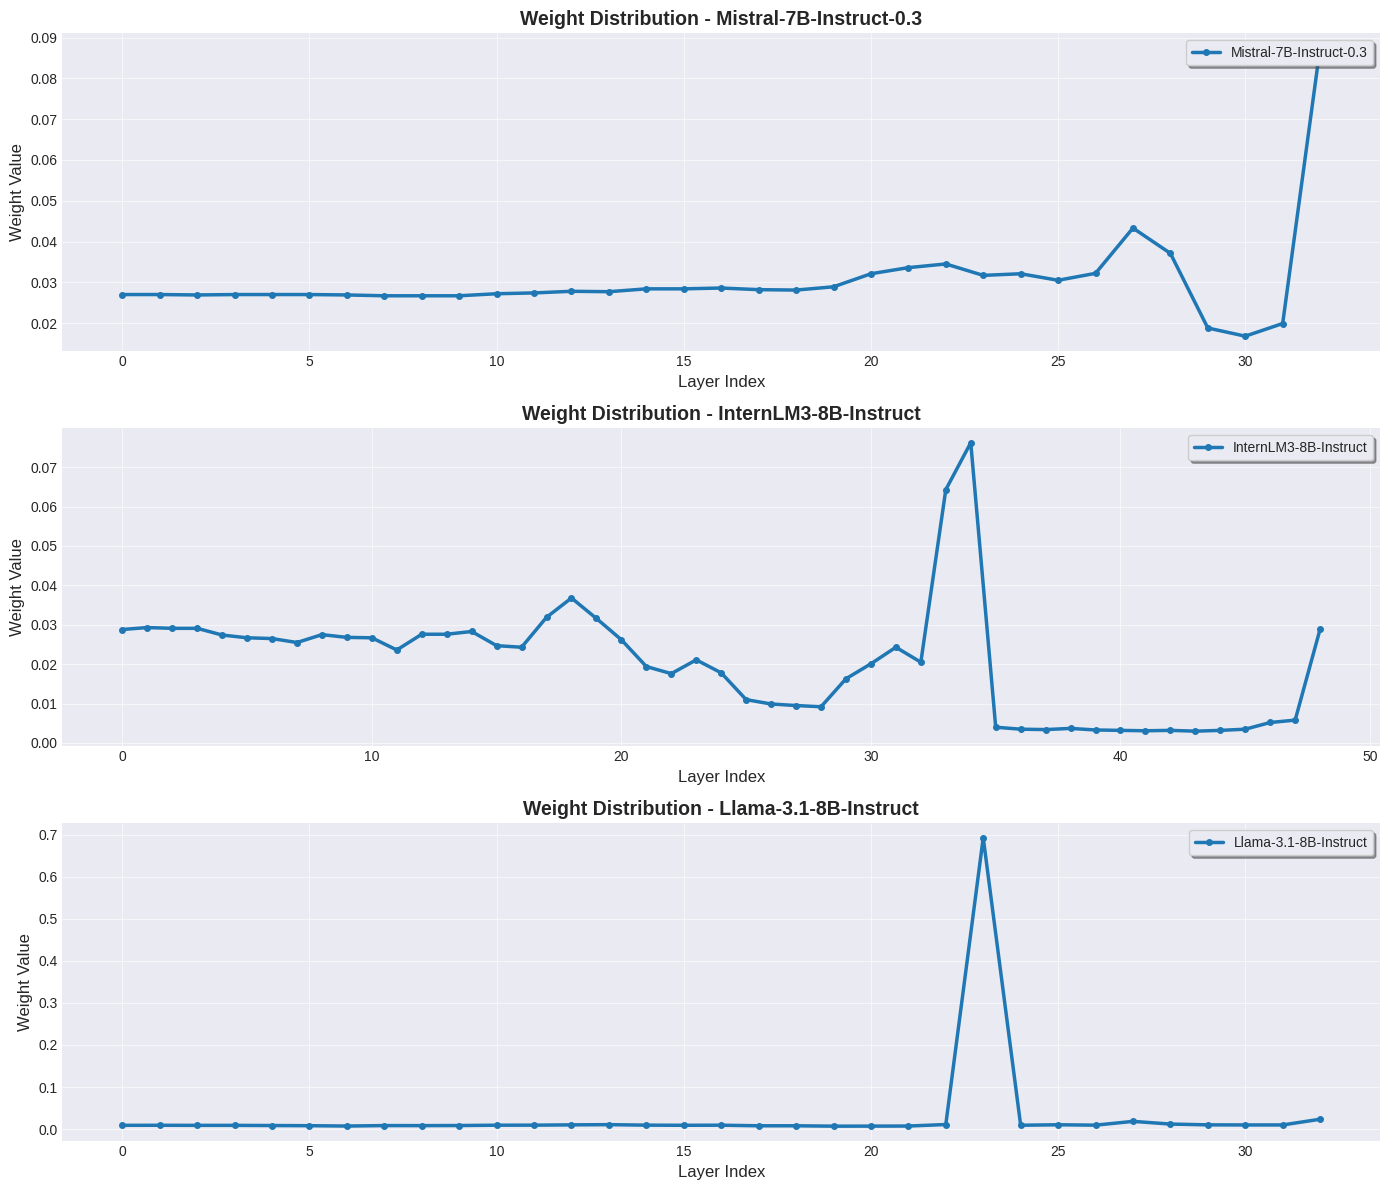 Weight Distribution - Mistral-7B-Instruct-0.3
Mistral-7B-Instruct-0.3
Weight Value
0.09
0.08
0.07
0.06
0.05
0.04
0.03
0.02
0 5 10 15 20 25 30
Layer Index
Weight Distribution - InternLM3-8B-Instruct
InternLM3-8B-Instruct
Weight Value
0.07
0.06
0.05
0.04
0.03
0.02
0.01
0.00
0 10 20 30 40 50
Layer Index
Weight Distribution - Llama-3.1-8B-Instruct
Llama-3.1-8B-Instruct
Weight Value
0.7
0.6
0.5
0.4
0.3
0.2
0.1
0.0
0 5 10 15 20 25 30
Layer Index